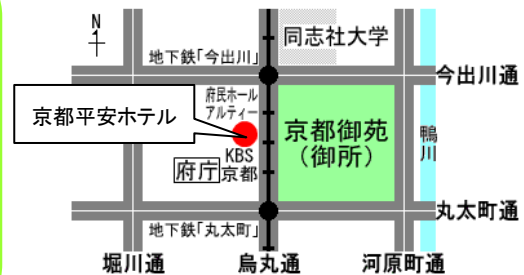 N
同志社大学
地下鉄「今出川」
今出川通
府民ホール
アルティー
京都平安ホテル
京都御苑
（御所）
鴨川
KBS
京都
府庁
丸太町通
地下鉄「丸太町」
堀川通
烏丸通
河原町通